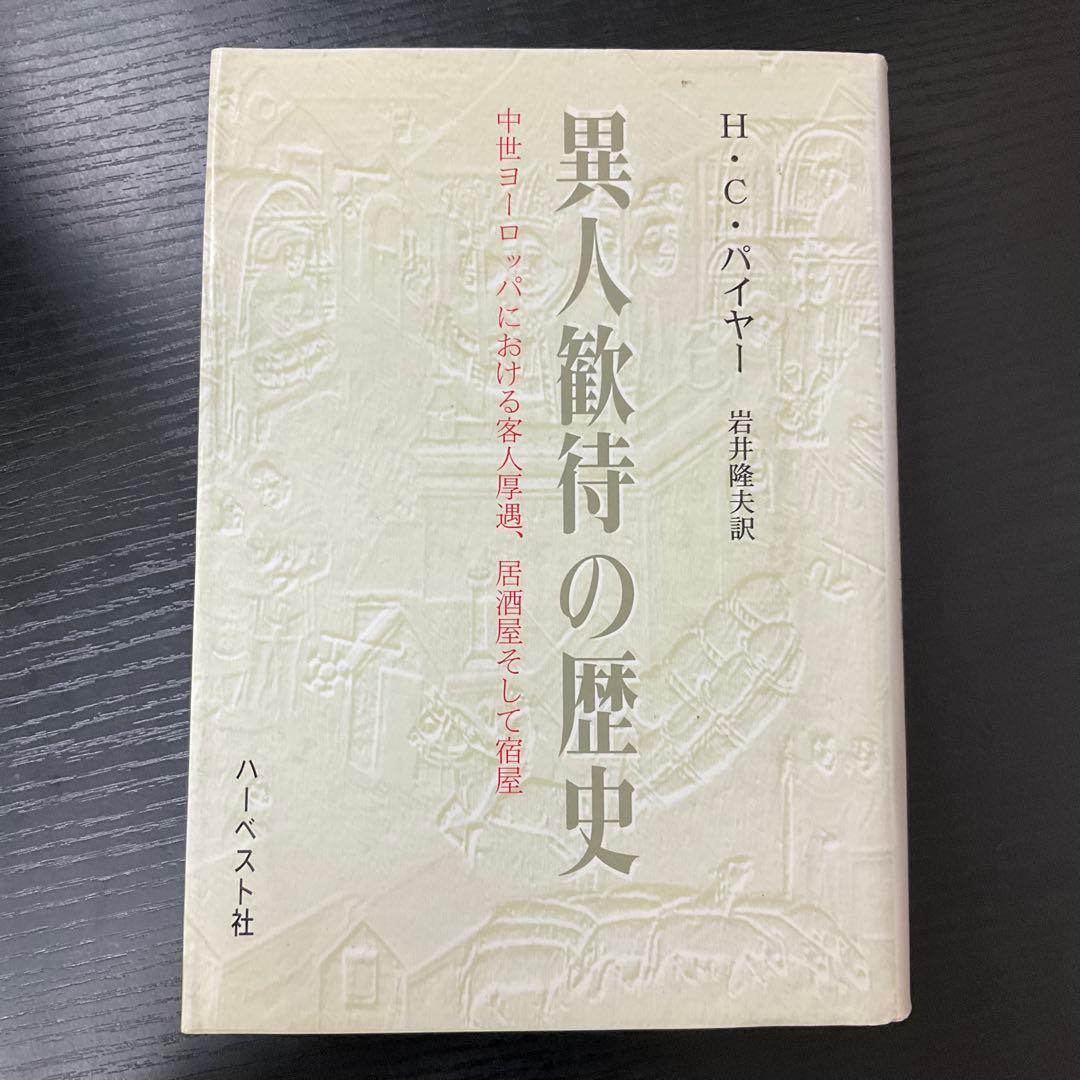 H・C・パイヤー 岩井隆夫訳
異人歓待の歴史
中世ヨーロッパにおける客人厚遇、居酒屋そして宿屋
ハーベスト社